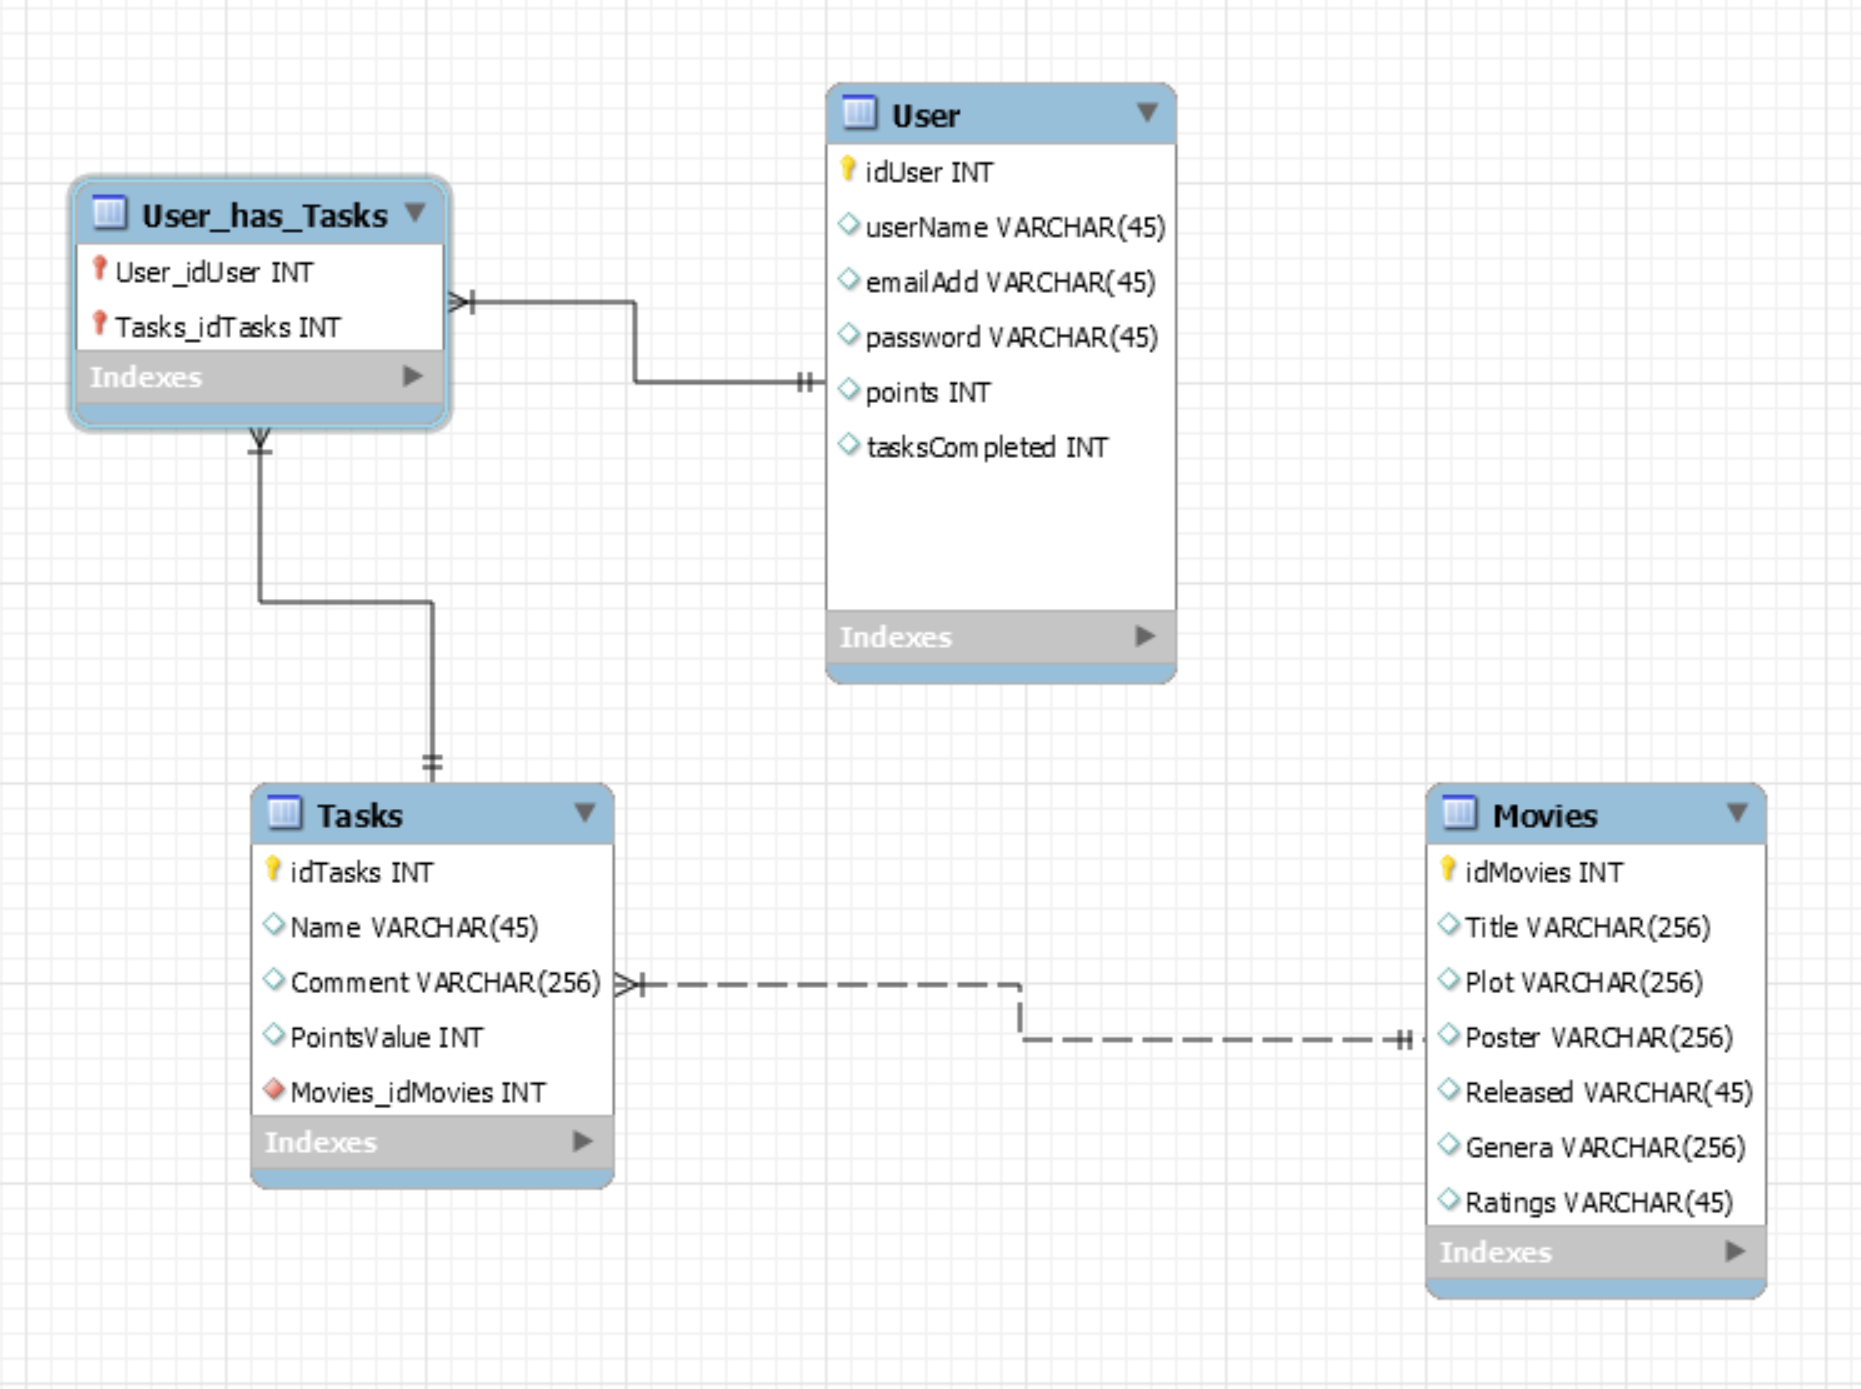 User
idUser INT
userName VARCHAR(45)
emailAdd VARCHAR(45)
password VARCHAR(45)
points INT
tasksCompleted INT
Indexes
User_has_Tasks
User_idUser INT
Tasks_idTasks INT
Indexes
Tasks
idTasks INT
Name VARCHAR(45)
Comment VARCHAR(256)
PointsValue INT
Movies_idMovies INT
Indexes
Movies
idMovies INT
Title VARCHAR(256)
Plot VARCHAR(256)
Poster VARCHAR(256)
Released VARCHAR(45)
Genera VARCHAR(256)
Ratings VARCHAR(45)
Indexes